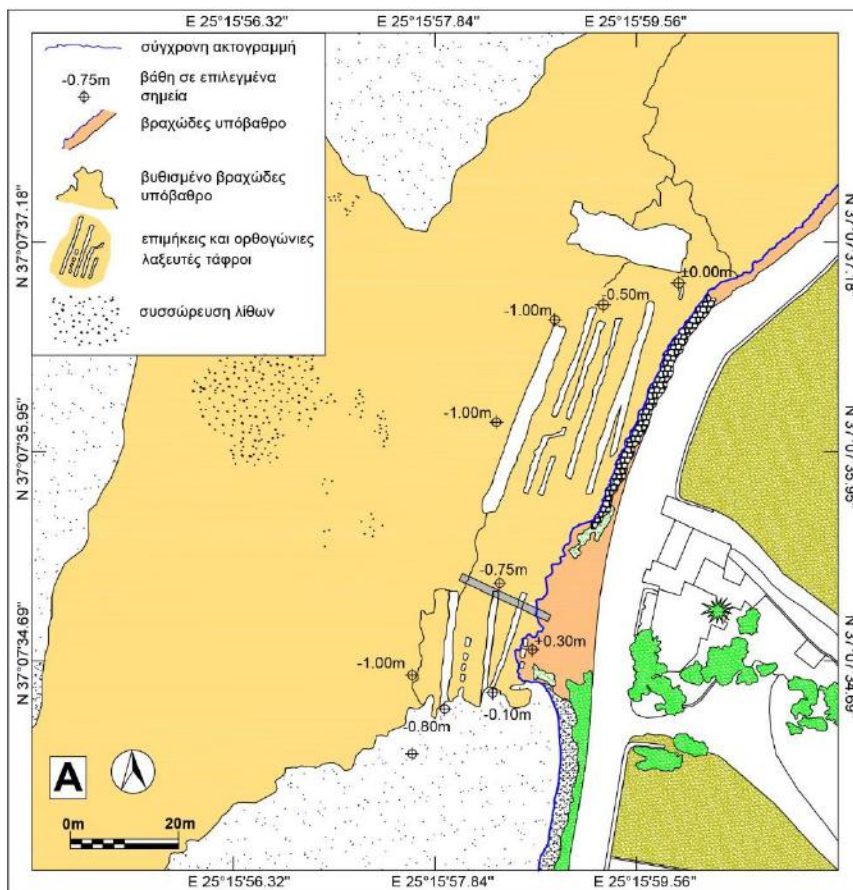 E 25°15'56.32"
E 25°15'57.84"
E 25°15'59.56"
σύγχρονη ακτογραμμή
-0.75m
βάθη σε επιλεγμένα
σημεία
βραχώδες υπόβαθρο
βυθισμένο βραχώδες
υπόβαθρο
επιμήκεις και ορθογώνιες
λαξευτές τάφροι
συσσώρευση λίθων
N 37°07'37.18"
N 37°07'37.18"
±0.00m
-0.50m
-1.00m
-1.00m
N 37°07'35.95"
N 37°07'35.95"
-0.75m
+0.30m
N 37°07'34.69"
N 37°07'34.69"
-1.00m
-0.10m
-0.80m
A
0m
20m
E 25°15'56.32"
E 25°15'57.84"
E 25°15'59.56"